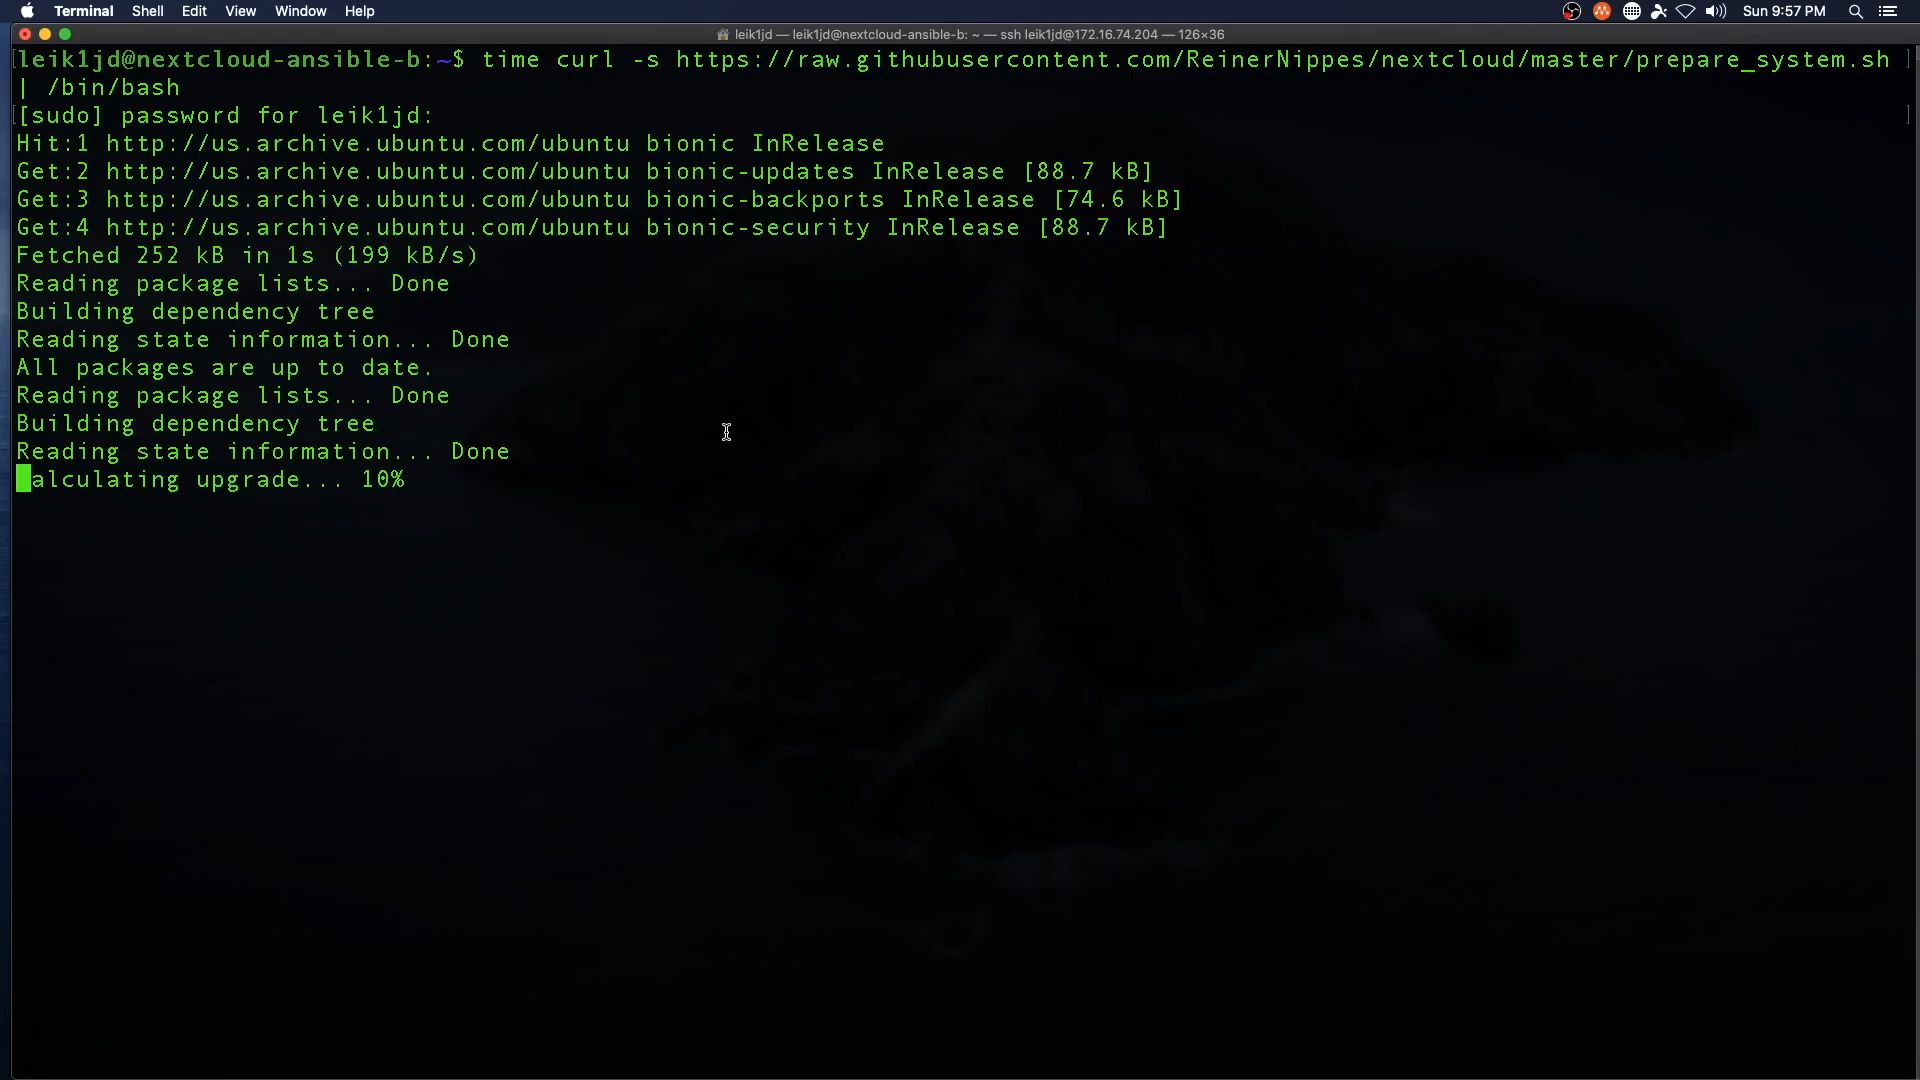 Terminal Shell Edit View Window Help Sun 9:57 PM
leik1jd — leik1jd@nextcloud-ansible-b: ~ — ssh leik1jd@172.16.74.204 — 126×36
[leik1jd@nextcloud-ansible-b:~$ time curl -s https://raw.githubusercontent.com/ReinerNippes/nextcloud/master/prepare_system.sh ]
| /bin/bash
[[sudo] password for leik1jd: ]
Hit:1 http://us.archive.ubuntu.com/ubuntu bionic InRelease
Get:2 http://us.archive.ubuntu.com/ubuntu bionic-updates InRelease [88.7 kB]
Get:3 http://us.archive.ubuntu.com/ubuntu bionic-backports InRelease [74.6 kB]
Get:4 http://us.archive.ubuntu.com/ubuntu bionic-security InRelease [88.7 kB]
Fetched 252 kB in 1s (199 kB/s)
Reading package lists... Done
Building dependency tree
Reading state information... Done
All packages are up to date.
Reading package lists... Done
Building dependency tree
Reading state information... Done
alculating upgrade... 10%